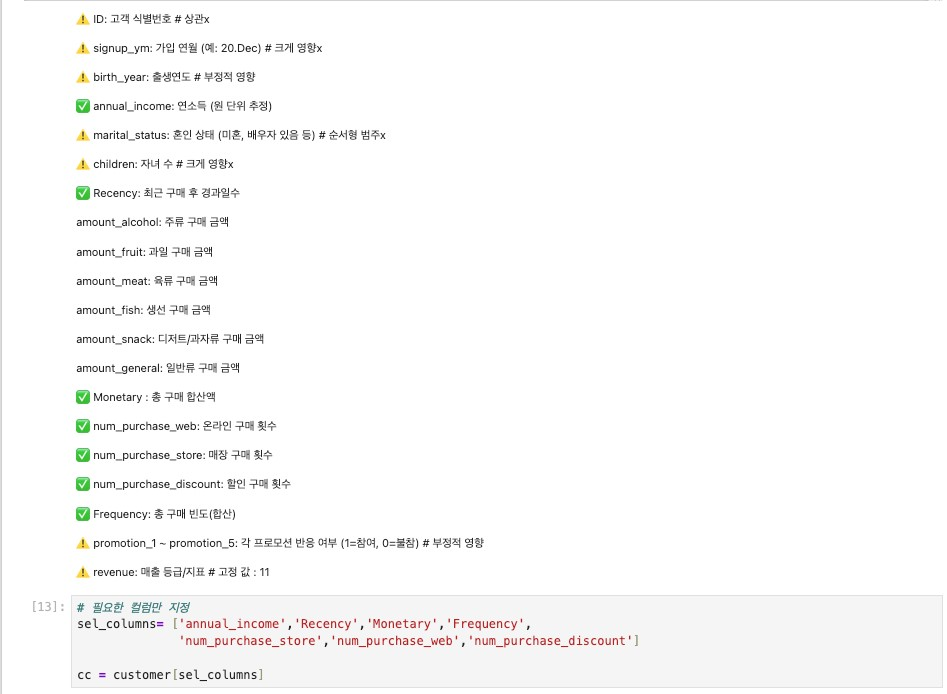 ⚠️ ID: 고객 식별번호 # 상관x
⚠️ signup_ym: 가입 연월 (예: 20.Dec) # 크게 영향x
⚠️ birth_year: 출생연도 # 부정적 영향
✅ annual_income: 연소득 (원 단위 추정)
⚠️ marital_status: 혼인 상태 (미혼, 배우자 있음 등) # 순서형 범주x
⚠️ children: 자녀 수 # 크게 영향x
✅ Recency: 최근 구매 후 경과일수
amount_alcohol: 주류 구매 금액
amount_fruit: 과일 구매 금액
amount_meat: 육류 구매 금액
amount_fish: 생선 구매 금액
amount_snack: 디저트/과자류 구매 금액
amount_general: 일반류 구매 금액
✅ Monetary : 총 구매 합산액
✅ num_purchase_web: 온라인 구매 횟수
✅ num_purchase_store: 매장 구매 횟수
✅ num_purchase_discount: 할인 구매 횟수
✅ Frequency: 총 구매 빈도(합산)
⚠️ promotion_1 ~ promotion_5: 각 프로모션 반응 여부 (1=참여, 0=불참) # 부정적 영향
⚠️ revenue: 매출 등급/지표 # 고정 값 : 11
[13]: # 필요한 컬럼만 지정
sel_columns= ['annual_income','Recency','Monetary','Frequency',
'num_purchase_store','num_purchase_web','num_purchase_discount']
cc = customer[sel_columns]